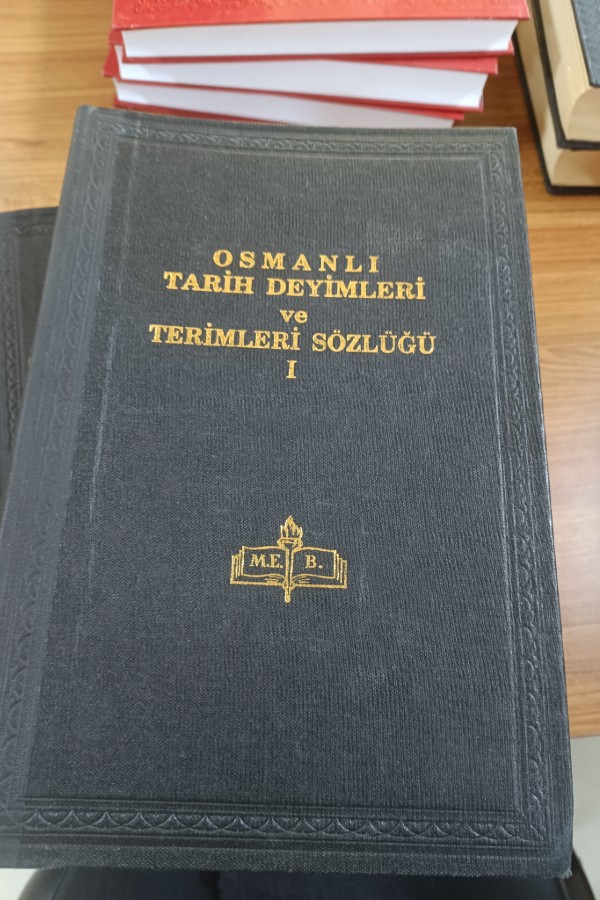 OSMANLI
TARİH DEYİMLERİ
ve
TERİMLERİ SÖZLÜĞÜ
I
M.E. B.